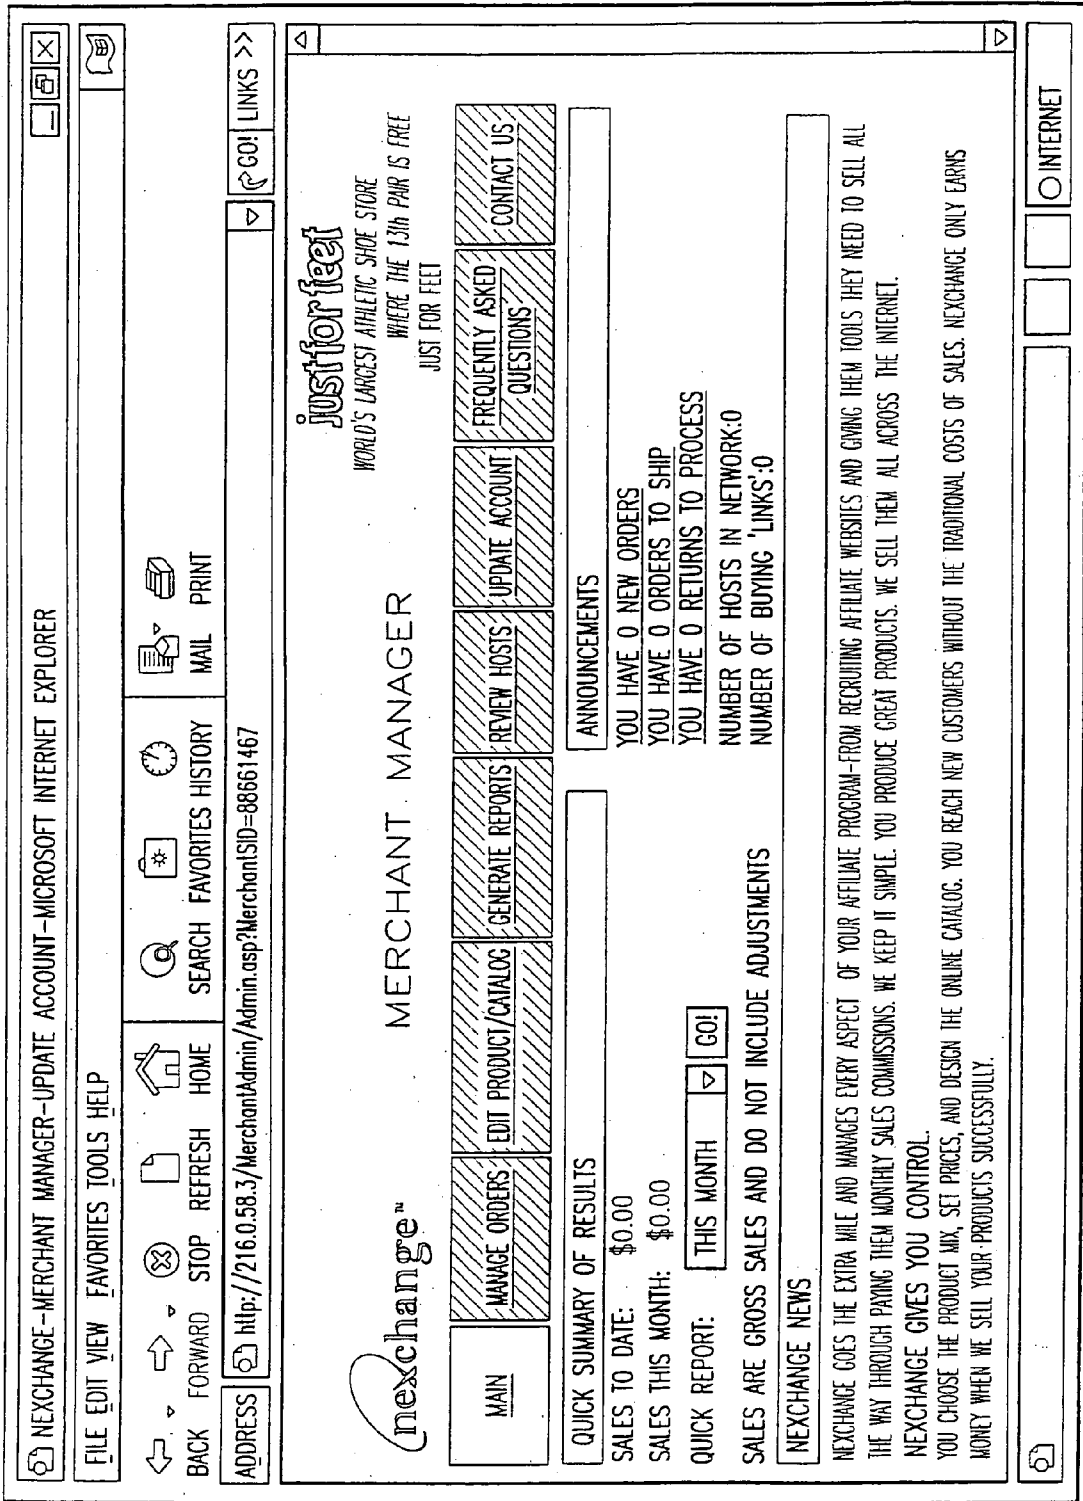 NEXCHANGE-MERCHANT MANAGER-UPDATE ACCOUNT-MICROSOFT INTERNET EXPLORER
FILE EDIT VIEW FAVORITES TOOLS HELP
BACK FORWARD STOP REFRESH HOME SEARCH FAVORITES HISTORY MAIL PRINT
ADDRESS http://216.0.58.3/MerchantAdmin/Admin.asp?MerchantSID=88661467 GO! LINKS >>
nexchange™ MERCHANT MANAGER
justforfeet
WORLD'S LARGEST ATHLETIC SHOE STORE
WHERE THE 13th PAIR IS FREE
JUST FOR FEET
MAIN
MANAGE ORDERS
EDIT PRODUCT/CATALOG
GENERATE REPORTS
REVIEW HOSTS
UPDATE ACCOUNT
FREQUENTLY ASKED
QUESTIONS
CONTACT US
QUICK SUMMARY OF RESULTS
SALES TO DATE: $0.00
SALES THIS MONTH: $0.00
QUICK REPORT: THIS MONTH GO!
SALES ARE GROSS SALES AND DO NOT INCLUDE ADJUSTMENTS
ANNOUNCEMENTS
YOU HAVE 0 NEW ORDERS
YOU HAVE 0 ORDERS TO SHIP
YOU HAVE 0 RETURNS TO PROCESS
NUMBER OF HOSTS IN NETWORK:0
NUMBER OF BUYING 'LINKS':0
NEXCHANGE NEWS
NEXCHANGE GOES THE EXTRA MILE AND MANAGES EVERY ASPECT OF YOUR AFFILIATE PROGRAM-FROM RECRUITING AFFILIATE WEBSITES AND GIVING THEM TOOLS THEY NEED TO SELL ALL
THE WAY THROUGH PAYING THEM MONTHLY SALES COMMISSIONS. WE KEEP IT SIMPLE. YOU PRODUCE GREAT PRODUCTS. WE SELL THEM ALL ACROSS THE INTERNET.
NEXCHANGE GIVES YOU CONTROL.
YOU CHOOSE THE PRODUCT MIX, SET PRICES, AND DESIGN THE ONLINE CATALOG. YOU REACH NEW CUSTOMERS WITHOUT THE TRADITIONAL COSTS OF SALES. NEXCHANGE ONLY EARNS
MONEY WHEN WE SELL YOUR PRODUCTS SUCCESSFULLY.
INTERNET